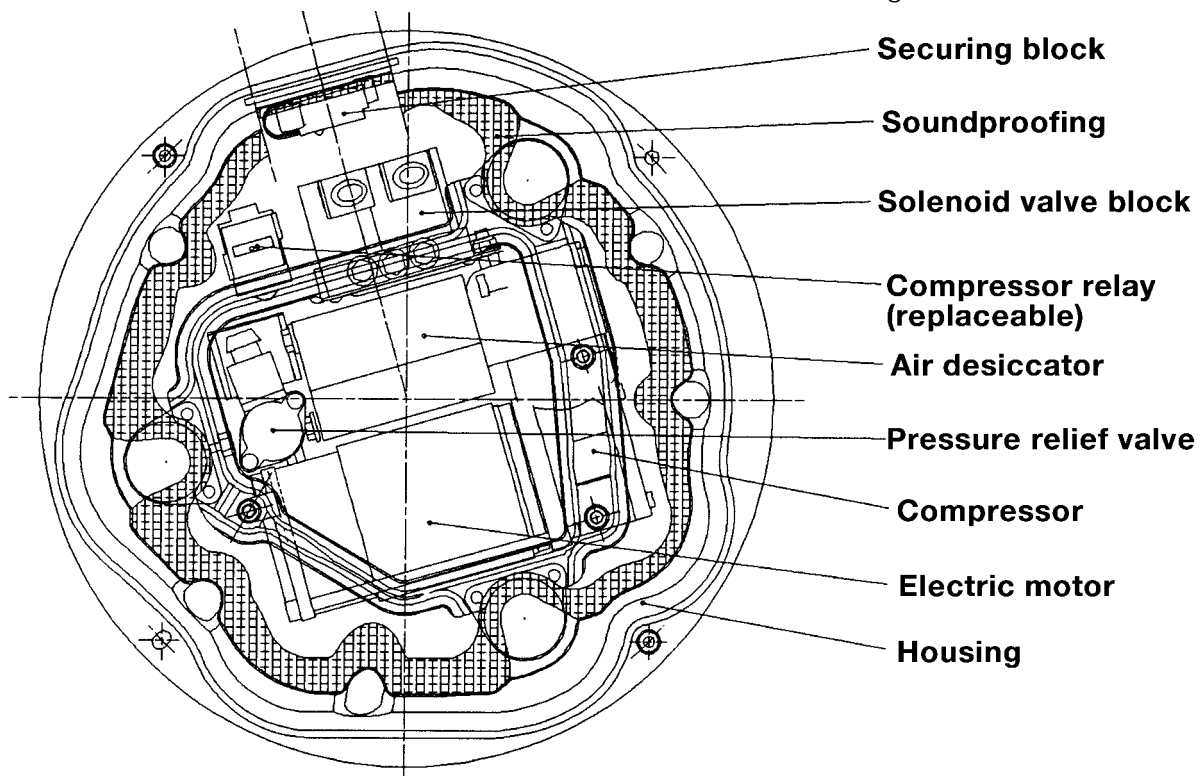 Securing block
Soundproofing
Solenoid valve block
Compressor relay
(replaceable)
Air desiccator
Pressure relief valve
Compressor
Electric motor
Housing